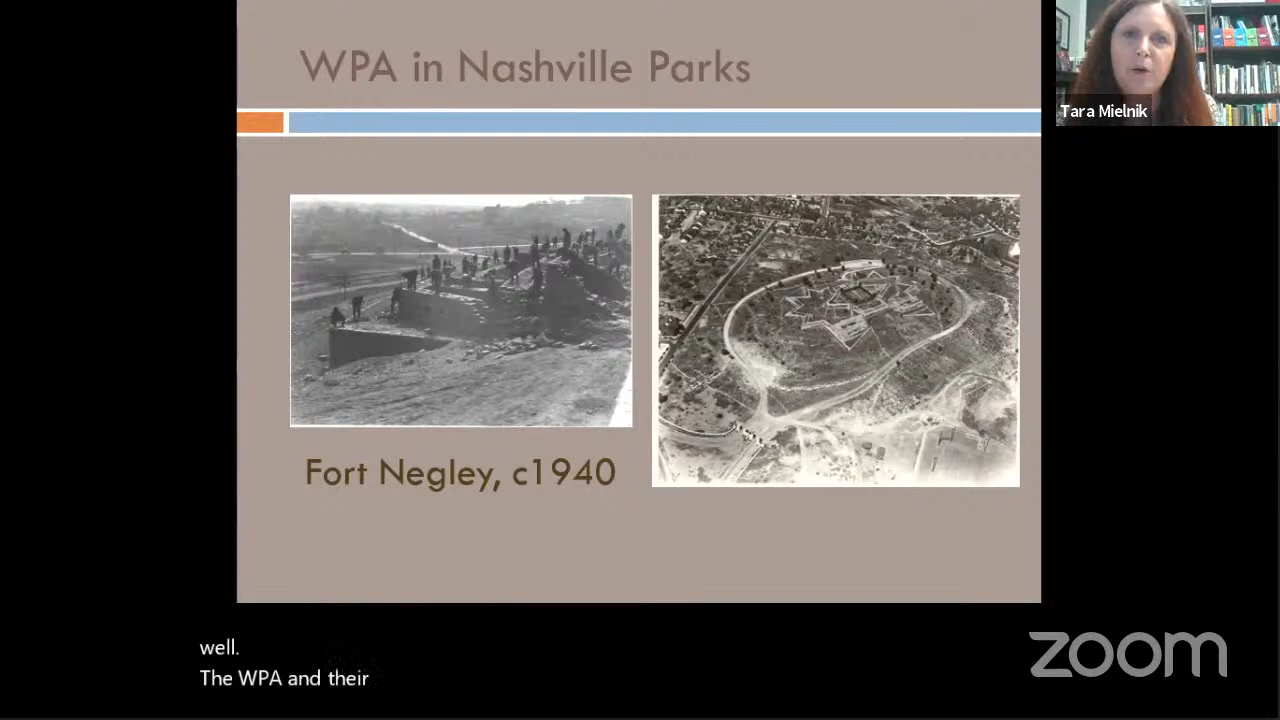 WPA in Nashville Parks
Tara Mielnik
Fort Negley, c1940
well.
The WPA and their
zoom